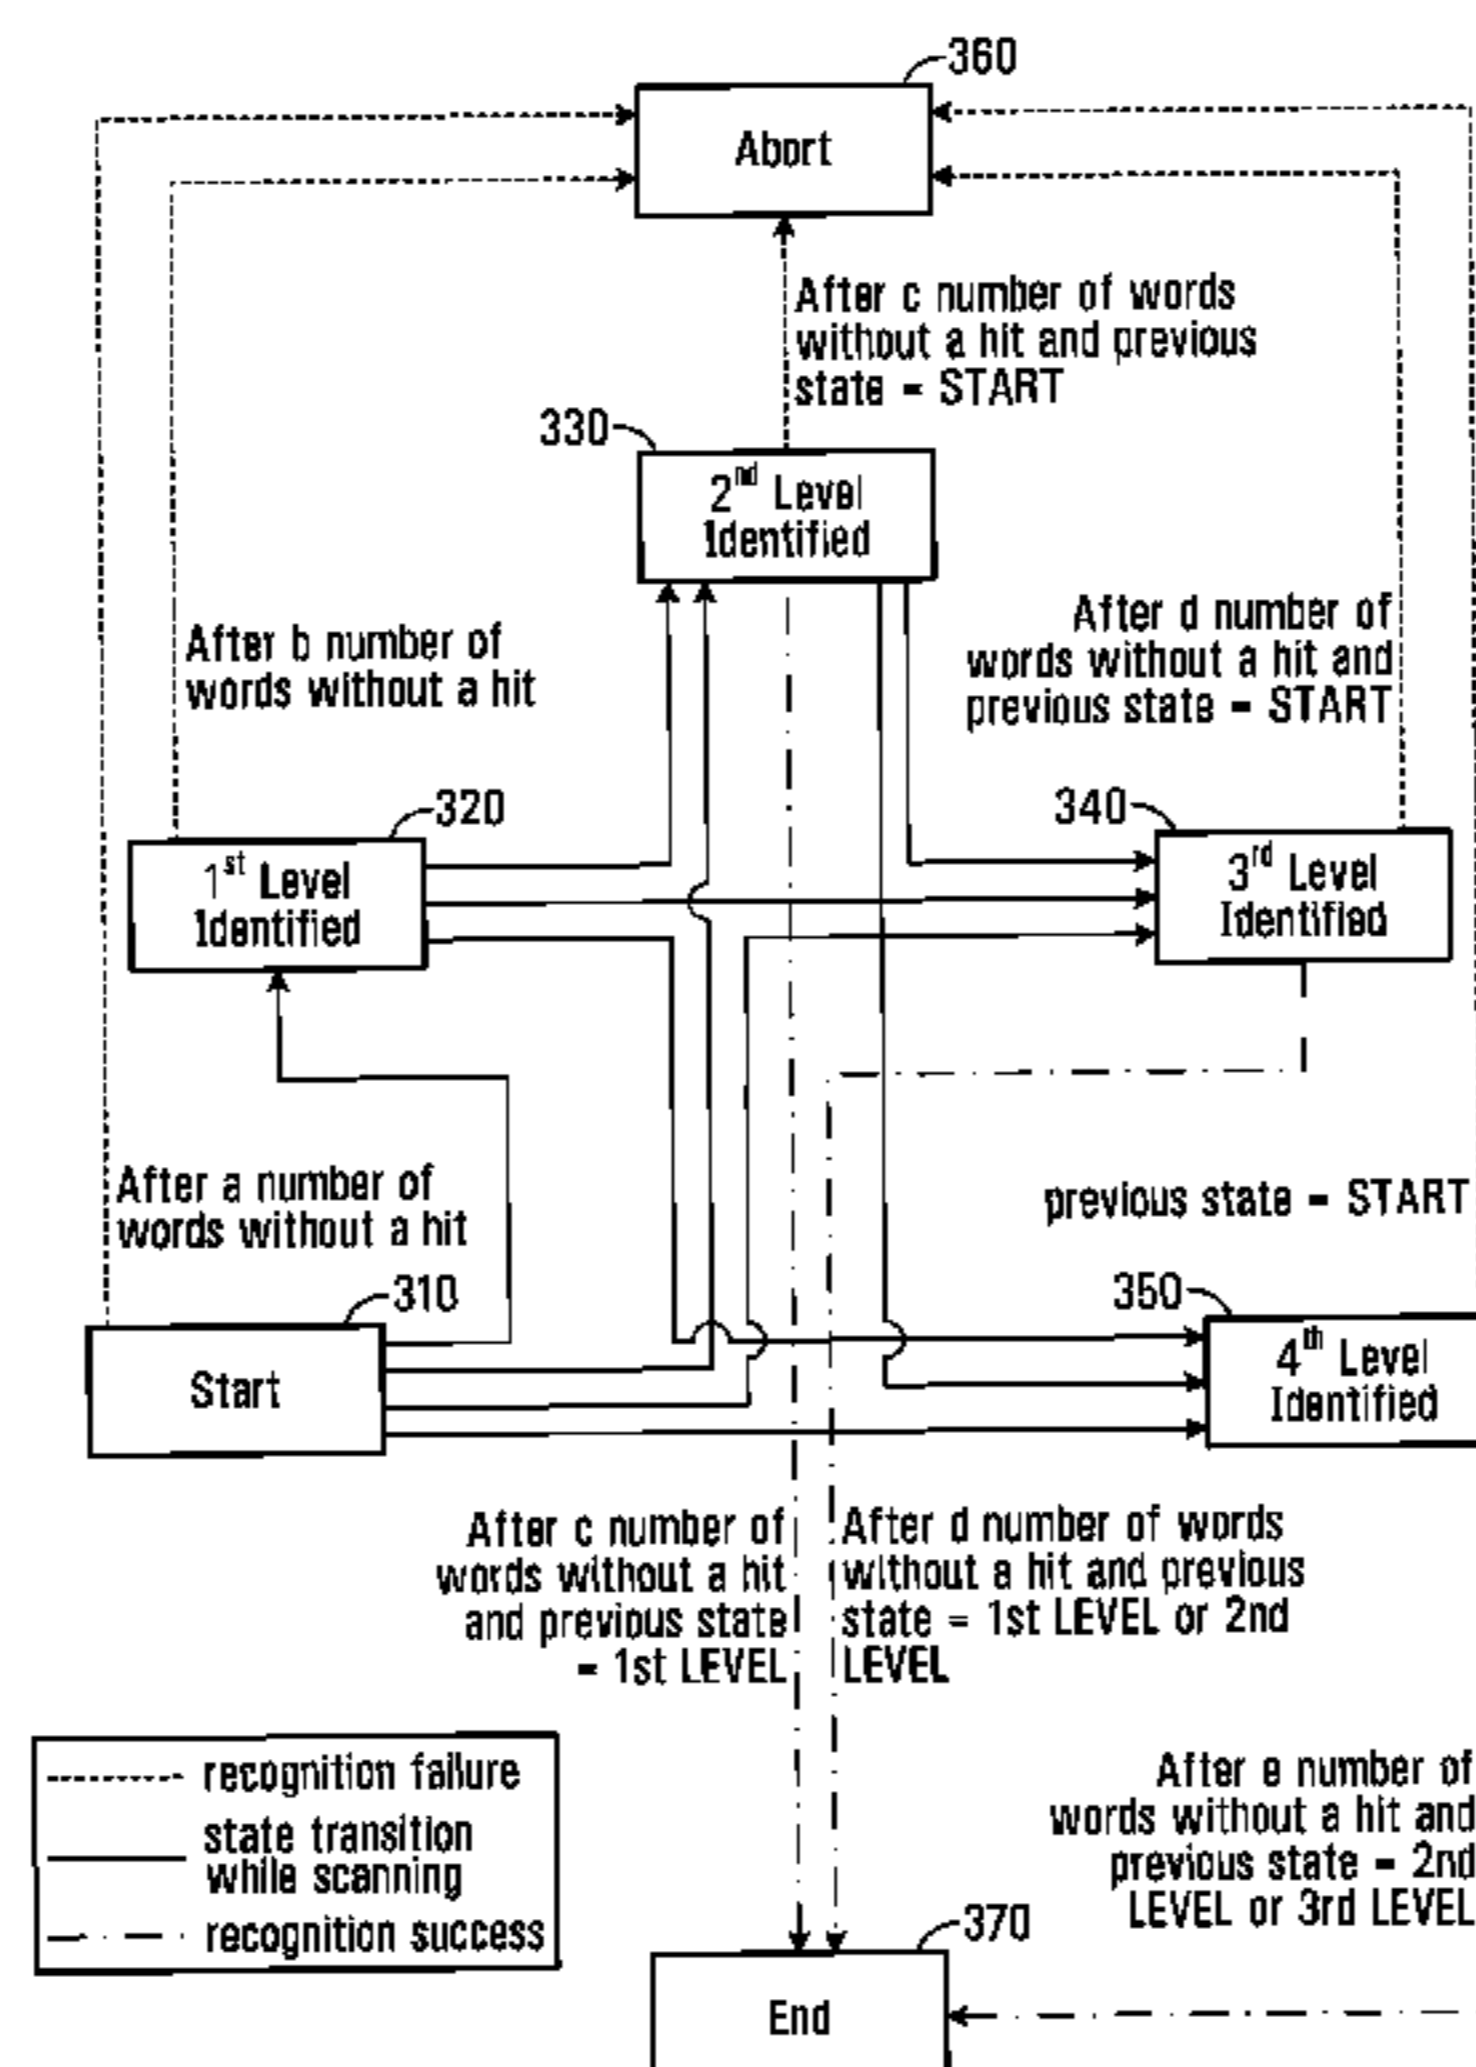 360
Abort
After c number of words
without a hit and previous
state = START
330
2nd Level
Identified
After b number of
words without a hit
After d number of
words without a hit and
previous state = START
320
1st Level
Identified
340
3rd Level
Identified
After a number of
words without a hit
previous state = START
310
Start
350
4th Level
Identified
After c number of
words without a hit
and previous state
= 1st LEVEL
After d number of words
without a hit and previous
state = 1st LEVEL or 2nd
LEVEL
recognition failure
state transition
while scanning
recognition success
After e number of
words without a hit and
previous state = 2nd
LEVEL or 3rd LEVEL
370
End